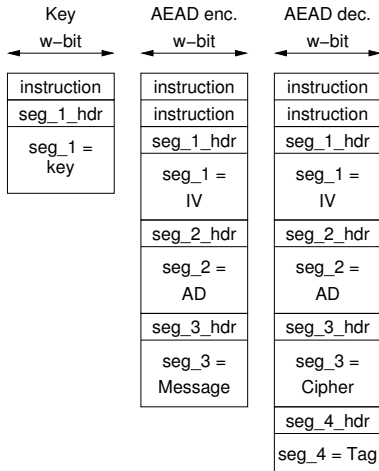 Key
w−bit
instruction
seg_1_hdr
seg_1 =
key
AEAD enc.
w−bit
instruction
instruction
seg_1_hdr
seg_1 =
IV
seg_2_hdr
seg_2 =
AD
seg_3_hdr
seg_3 =
Message
AEAD dec.
w−bit
instruction
instruction
seg_1_hdr
seg_1 =
IV
seg_2_hdr
seg_2 =
AD
seg_3_hdr
seg_3 =
Cipher
seg_4_hdr
seg_4 = Tag